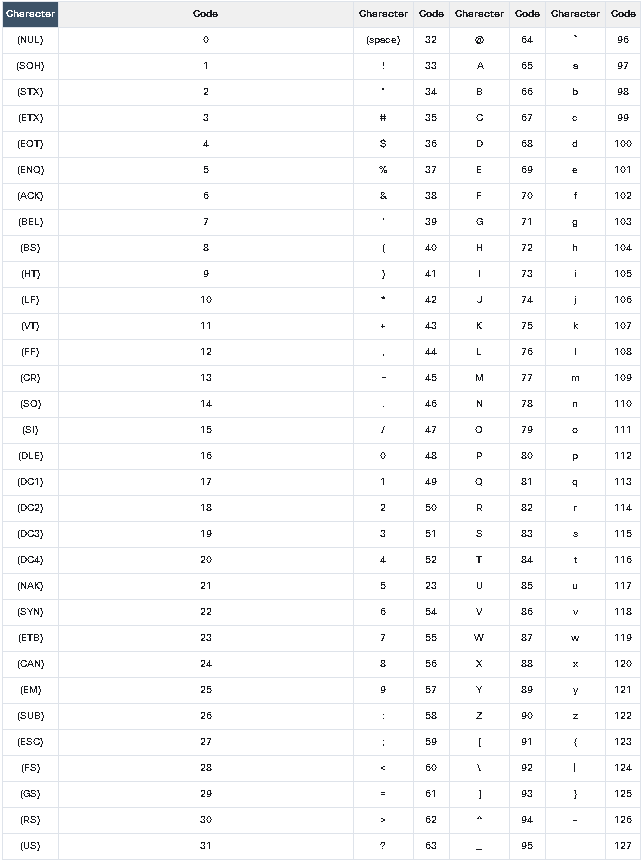 Character Code Character Code Character Code Character Code
(NUL) 0 (space) 32 @ 64 ` 96
(SOH) 1 ! 33 A 65 a 97
(STX) 2 " 34 B 66 b 98
(ETX) 3 # 35 C 67 c 99
(EOT) 4 $ 36 D 68 d 100
(ENQ) 5 % 37 E 69 e 101
(ACK) 6 & 38 F 70 f 102
(BEL) 7 ' 39 G 71 g 103
(BS) 8 ( 40 H 72 h 104
(HT) 9 ) 41 I 73 i 105
(LF) 10 * 42 J 74 j 106
(VT) 11 + 43 K 75 k 107
(FF) 12 , 44 L 76 l 108
(CR) 13 - 45 M 77 m 109
(SO) 14 . 46 N 78 n 110
(SI) 15 / 47 O 79 o 111
(DLE) 16 0 48 P 80 p 112
(DC1) 17 1 49 Q 81 q 113
(DC2) 18 2 50 R 82 r 114
(DC3) 19 3 51 S 83 s 115
(DC4) 20 4 52 T 84 t 116
(NAK) 21 5 23 U 85 u 117
(SYN) 22 6 54 V 86 v 118
(ETB) 23 7 55 W 87 w 119
(CAN) 24 8 56 X 88 x 120
(EM) 25 9 57 Y 89 y 121
(SUB) 26 : 58 Z 90 z 122
(ESC) 27 ; 59 [ 91 { 123
(FS) 28 < 60 \ 92 | 124
(GS) 29 = 61 ] 93 } 125
(RS) 30 > 62 ^ 94 ~ 126
(US) 31 ? 63 _ 95 127